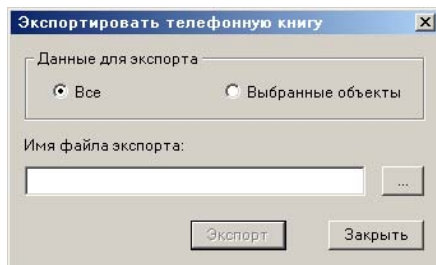 Экспортировать телефонную книгу
Данные для экспорта
Все
Выбранные объекты
Имя файла экспорта:
...
Экспорт
Закрыть